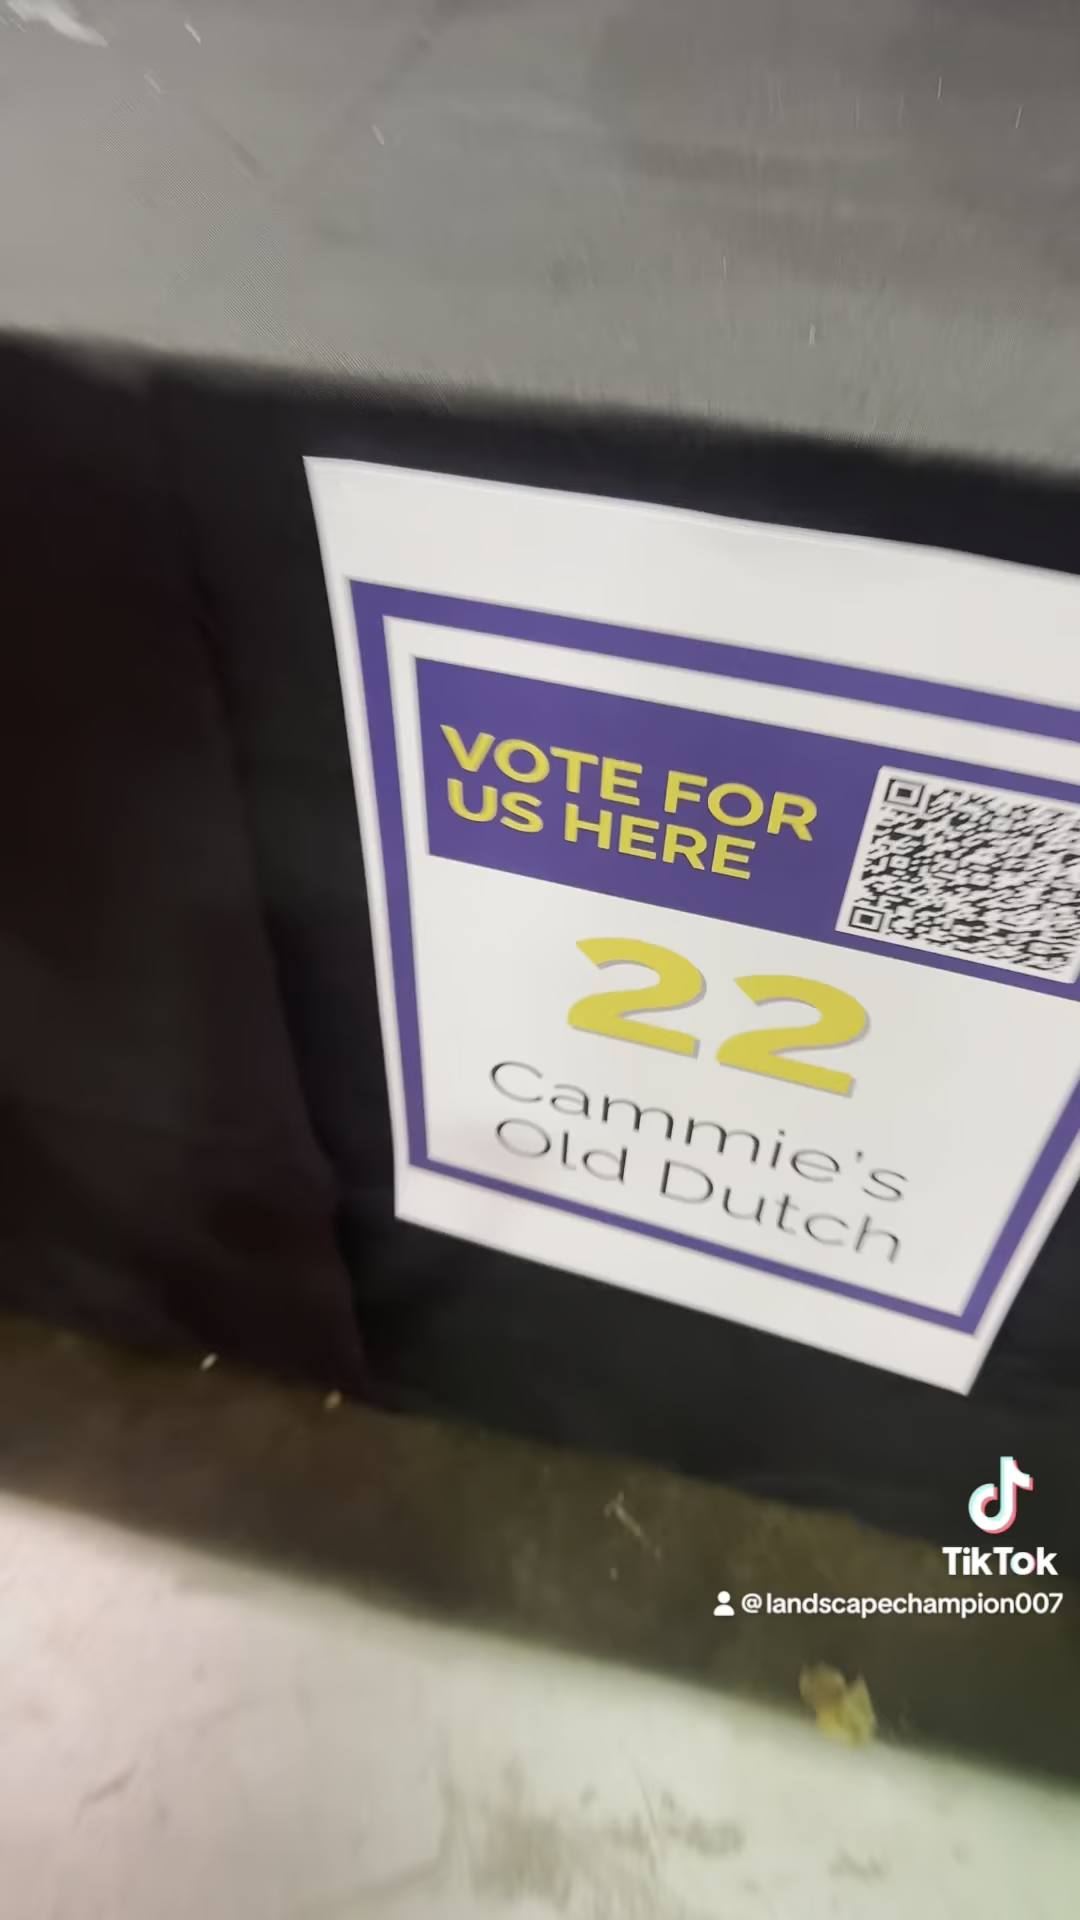 VOTE FOR
US HERE
22
Cammie's
Old Dutch
TikTok
@landscapechampion007